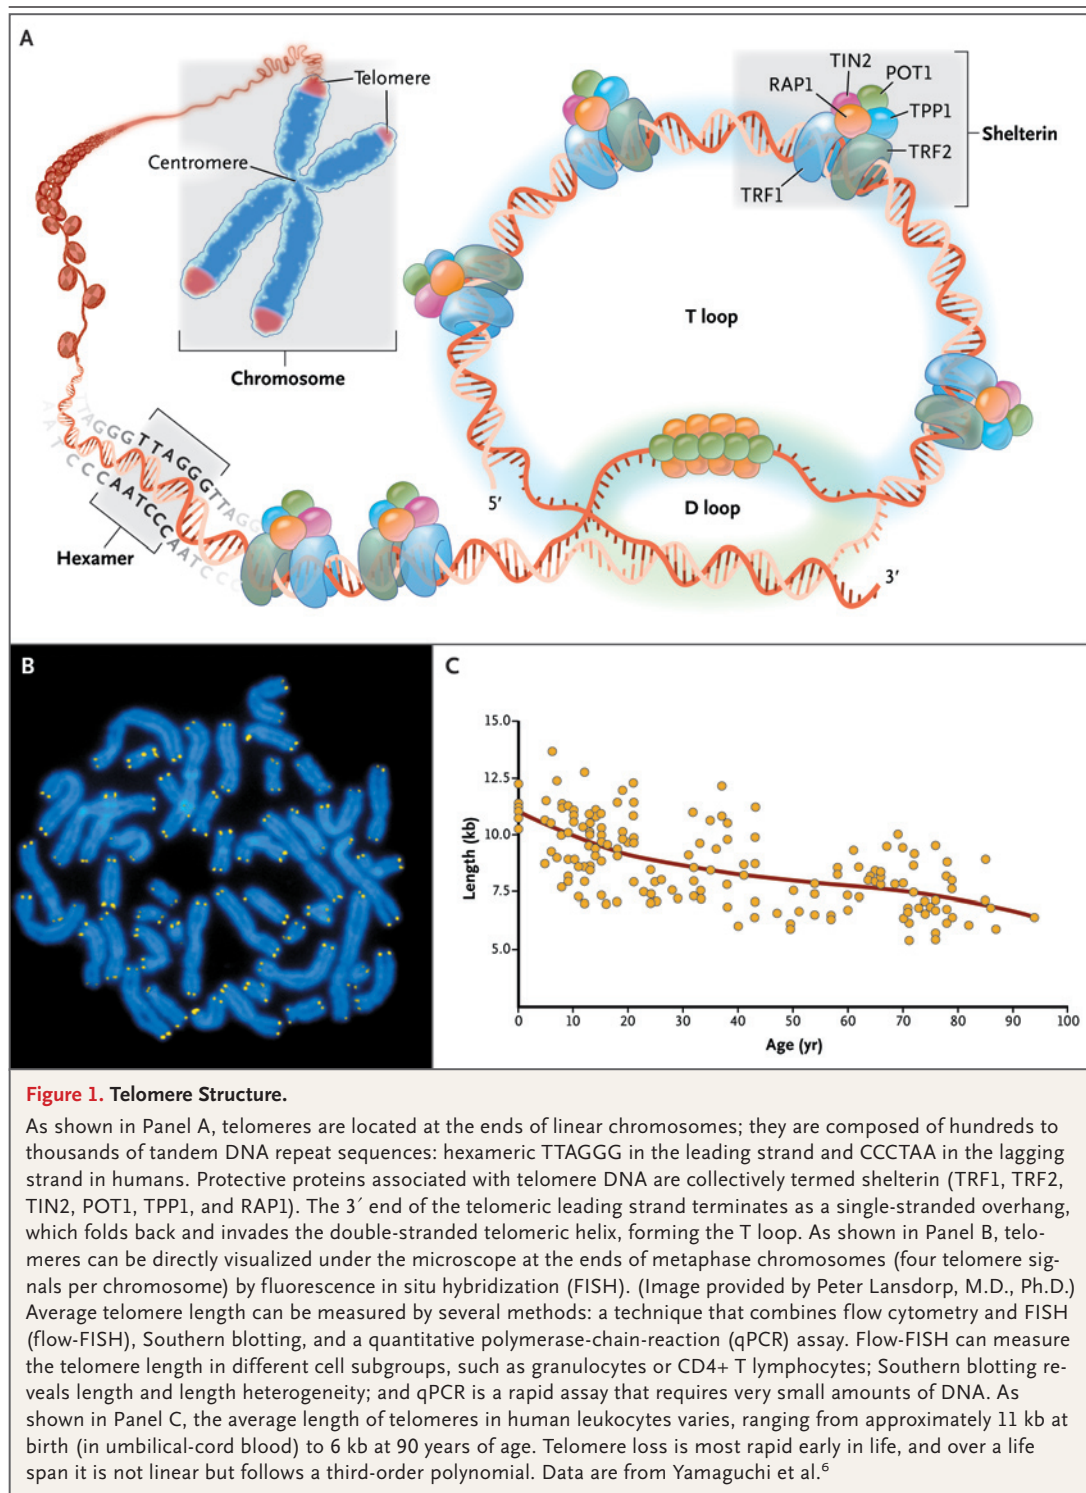 A
Telomere
Centromere
Chromosome
TIN2
POT1
RAP1
TPP1
Shelterin
TRF2
TRF1
T loop
D loop
5′
3′
TTAGGGTTAGGGTTAGG
AATCCCAATCCCAATCCC
Hexamer
B
C
15.0
12.5
10.0
7.5
5.0
Length (kb)
0 10 20 30 40 50 60 70 80 90 100
Age (yr)
Figure 1. Telomere Structure.
As shown in Panel A, telomeres are located at the ends of linear chromosomes; they are composed of hundreds to
thousands of tandem DNA repeat sequences: hexameric TTAGGG in the leading strand and CCCTAA in the lagging
strand in humans. Protective proteins associated with telomere DNA are collectively termed shelterin (TRF1, TRF2,
TIN2, POT1, TPP1, and RAP1). The 3′ end of the telomeric leading strand terminates as a single-stranded overhang,
which folds back and invades the double-stranded telomeric helix, forming the T loop. As shown in Panel B, telo-
meres can be directly visualized under the microscope at the ends of metaphase chromosomes (four telomere sig-
nals per chromosome) by fluorescence in situ hybridization (FISH). (Image provided by Peter Lansdorp, M.D., Ph.D.)
Average telomere length can be measured by several methods: a technique that combines flow cytometry and FISH
(flow-FISH), Southern blotting, and a quantitative polymerase-chain-reaction (qPCR) assay. Flow-FISH can measure
the telomere length in different cell subgroups, such as granulocytes or CD4+ T lymphocytes; Southern blotting re-
veals length and length heterogeneity; and qPCR is a rapid assay that requires very small amounts of DNA. As
shown in Panel C, the average length of telomeres in human leukocytes varies, ranging from approximately 11 kb at
birth (in umbilical-cord blood) to 6 kb at 90 years of age. Telomere loss is most rapid early in life, and over a life
span it is not linear but follows a third-order polynomial. Data are from Yamaguchi et al.6